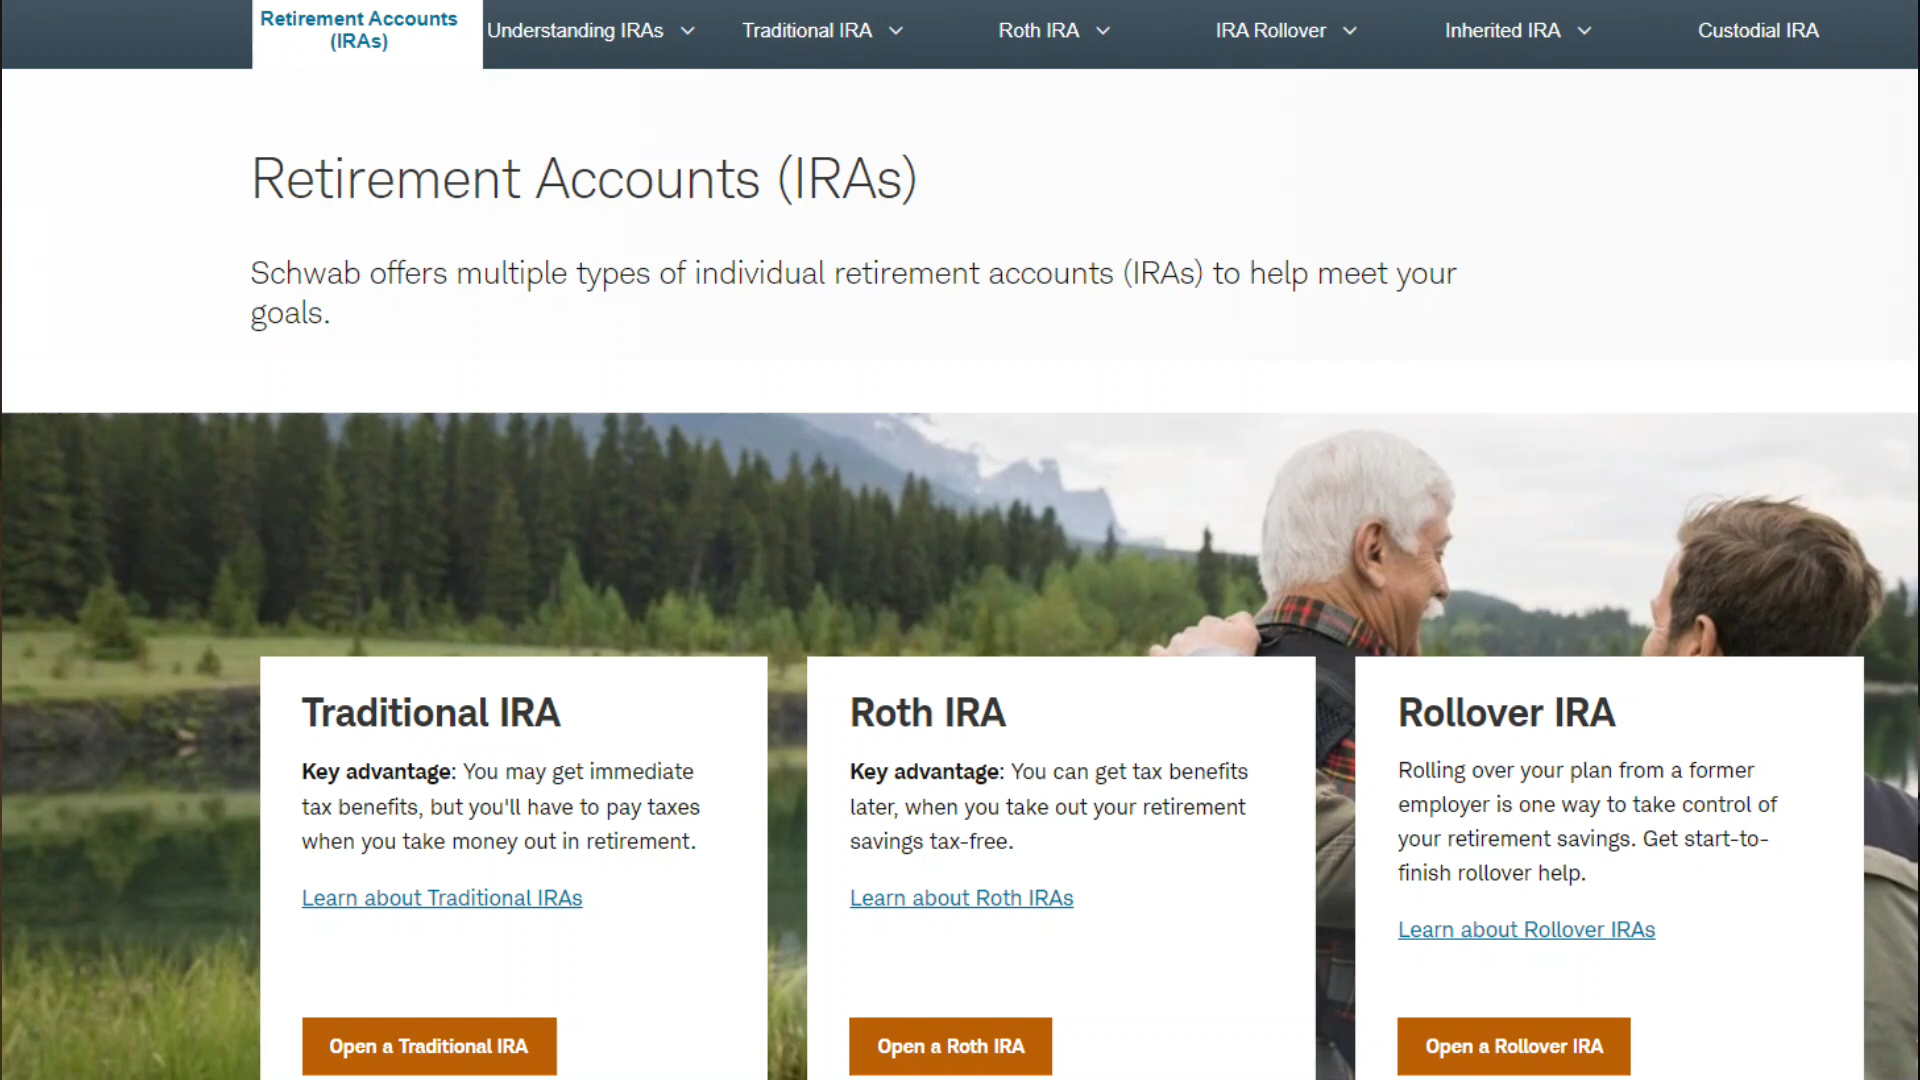 Retirement Accounts
(IRAs)
Understanding IRAs
Traditional IRA
Roth IRA
IRA Rollover
Inherited IRA
Custodial IRA
Retirement Accounts (IRAs)
Schwab offers multiple types of individual retirement accounts (IRAs) to help meet your
goals.
Traditional IRA
Key advantage: You may get immediate
tax benefits, but you'll have to pay taxes
when you take money out in retirement.
Learn about Traditional IRAs
Open a Traditional IRA
Roth IRA
Key advantage: You can get tax benefits
later, when you take out your retirement
savings tax-free.
Learn about Roth IRAs
Open a Roth IRA
Rollover IRA
Rolling over your plan from a former
employer is one way to take control of
your retirement savings. Get start-to-
finish rollover help.
Learn about Rollover IRAs
Open a Rollover IRA